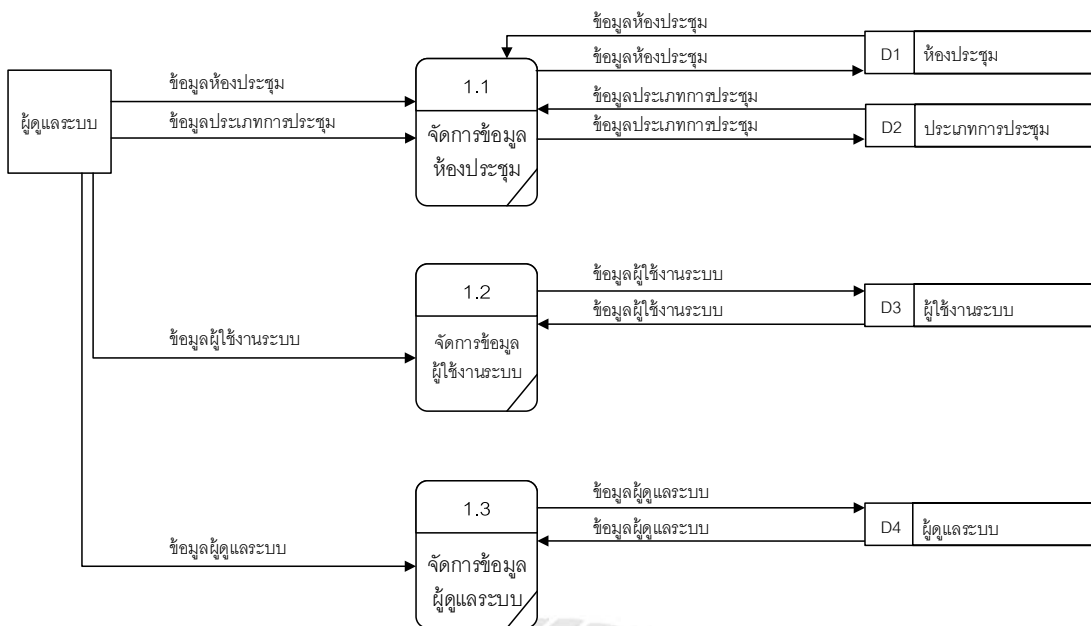 ข้อมูลห้องประชุม
D1 ห้องประชุม
ข้อมูลห้องประชุม
1.1
ข้อมูลห้องประชุม
ผู้ดูแลระบบ
ข้อมูลประเภทการประชุม
ข้อมูลประเภทการประชุม
ข้อมูลประเภทการประชุม
D2 ประเภทการประชุม
จัดการข้อมูล
ห้องประชุม
ข้อมูลผู้ใช้งานระบบ
1.2
D3 ผู้ใช้งานระบบ
ข้อมูลผู้ใช้งานระบบ
ข้อมูลผู้ใช้งานระบบ
จัดการข้อมูล
ผู้ใช้งานระบบ
ข้อมูลผู้ดูแลระบบ
1.3
ข้อมูลผู้ดูแลระบบ
D4 ผู้ดูแลระบบ
ข้อมูลผู้ดูแลระบบ
จัดการข้อมูล
ผู้ดูแลระบบ